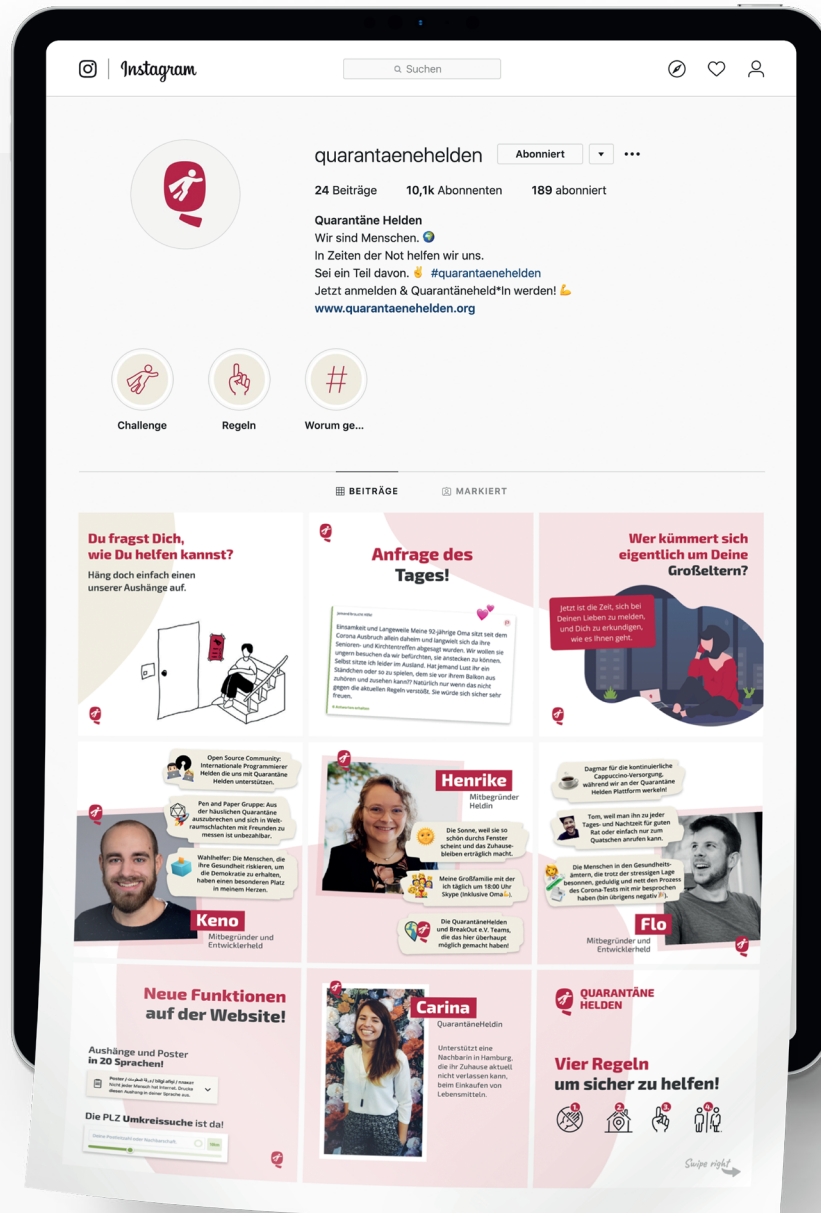 Instagram
Suchen
quarantaenehelden
Abonniert
24 Beiträge 10,1k Abonnenten 189 abonniert
Quarantäne Helden
Wir sind Menschen. 🌍
In Zeiten der Not helfen wir uns.
Sei ein Teil davon. ✌️ #quarantaenehelden
Jetzt anmelden & Quarantäneheld*In werden! 💪
www.quarantaenehelden.org
Challenge
Regeln
Worum ge...
BEITRÄGE
MARKIERT
Du fragst Dich,
wie Du helfen kannst?
Häng doch einfach einen
unserer Aushänge auf.
Anfrage des
Tages!
Einsamkeit und Langeweile Meine 92-jährige Oma sitzt seit dem
Corona Ausbruch allein daheim und langwielt sich da ihre
Senioren- und Kirchtentreffen abgesagt wurden. Wir wollen sie
ungern besuchen da wir befürchten, sie anstecken zu können.
Selbst sitze ich leider im Ausland. Hat jemand Lust ihr ein
Ständchen oder so zu spielen, dem sie vor ihrem Balkon aus
zuhören und zusehen kann?? Natürlich nur wenn das nicht
gegen die aktuellen Regeln verstößt. Sie würde sich sicher sehr
freuen.
Wer kümmert sich
eigentlich um Deine
Großeltern?
Jetzt ist die Zeit, sich bei
Deinen Lieben zu melden,
und Dich zu erkundigen,
wie es Ihnen geht.
Open Source Community:
Internationale Programmierer
Helden die uns mit Quarantäne
Helden unterstützen.
Pen and Paper Gruppe: Aus
der häuslichen Quarantäne
auszubrechen und sich in Welt-
raumschlachten mit Freunden zu
messen ist unbezahlbar.
Wahlhelfer: Die Menschen, die
ihre Gesundheit riskieren, um
die Demokratie zu erhalten,
haben einen besonderen Platz
in meinem Herzen.
Keno
Mitbegründer und
Entwicklerheld
Henrike
Mitbegründer
Heldin
Die Sonne, weil sie so
schön durchs Fenster
scheint und das Zuhause-
bleiben erträglich macht.
Meine Großfamilie mit der
ich täglich um 18:00 Uhr
Skype (inklusive Oma💪).
Die QuarantäneHelden
und BreakOut e.V. Teams,
die das hier überhaupt
möglich gemacht haben!
Dagmar für die kontinuierliche
Cappuccino-Versorgung,
während wir an der Quarantäne
Helden Plattform werkeln!
Tom, weil man ihn zu jeder
Tages- und Nachtzeit für guten
Rat oder einfach nur zum
Quatschen anrufen kann.
Die Menschen in den Gesundheits-
ämtern, die trotz der stressigen Lage
besonnen, geduldig und nett den Prozess
des Corona-Tests mit mir besprochen
haben (bin übrigens negativ 🎉).
Flo
Mitbegründer und
Entwicklerheld
Neue Funktionen
auf der Website!
Aushänge und Poster
in 20 Sprachen!
Nicht jeder Mensch hat Internet. Drucke
diesen Aushang in deiner Sprache aus.
Die PLZ Umkreissuche ist da!
Carina
QuarantäneHeldin
Unterstützt eine
Nachbarin in Hamburg,
die ihr Zuhause aktuell
nicht verlassen kann,
beim Einkaufen von
Lebensmitteln.
QUARANTÄNE
HELDEN
Vier Regeln
um sicher zu helfen!
1. 2. 3. 4.
Swipe right